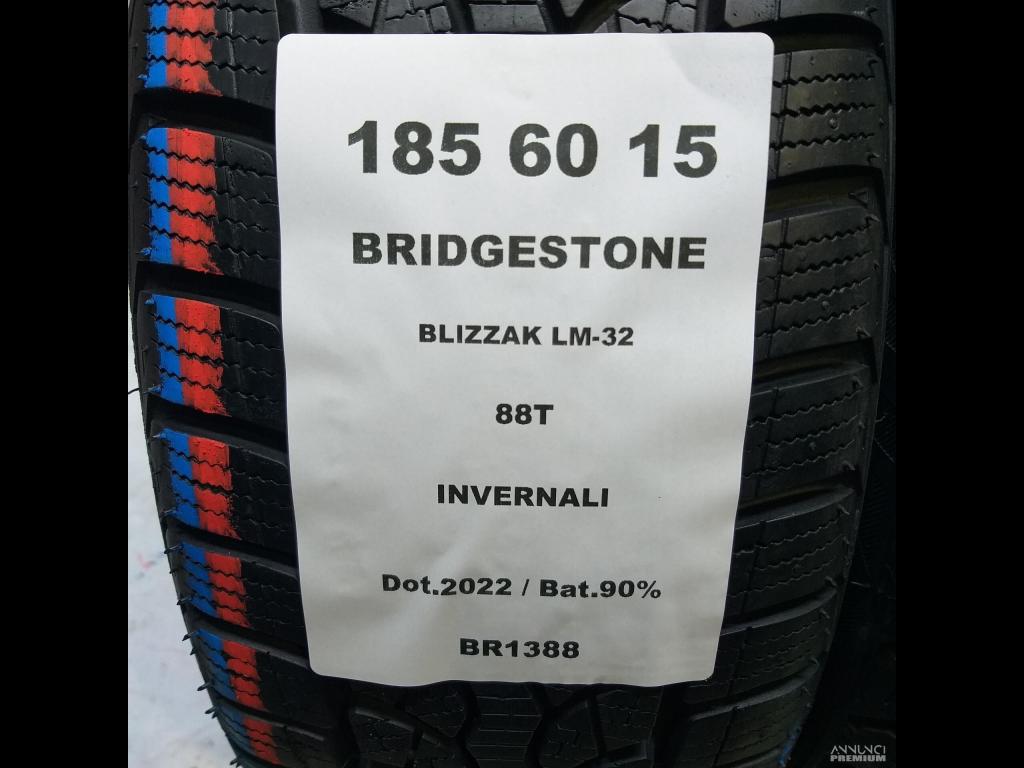 185 60 15
BRIDGESTONE
BLIZZAK LM-32
88T
INVERNALI
Dot.2022 / Bat.90%
BR1388
ANNUNCI
PREMIUM